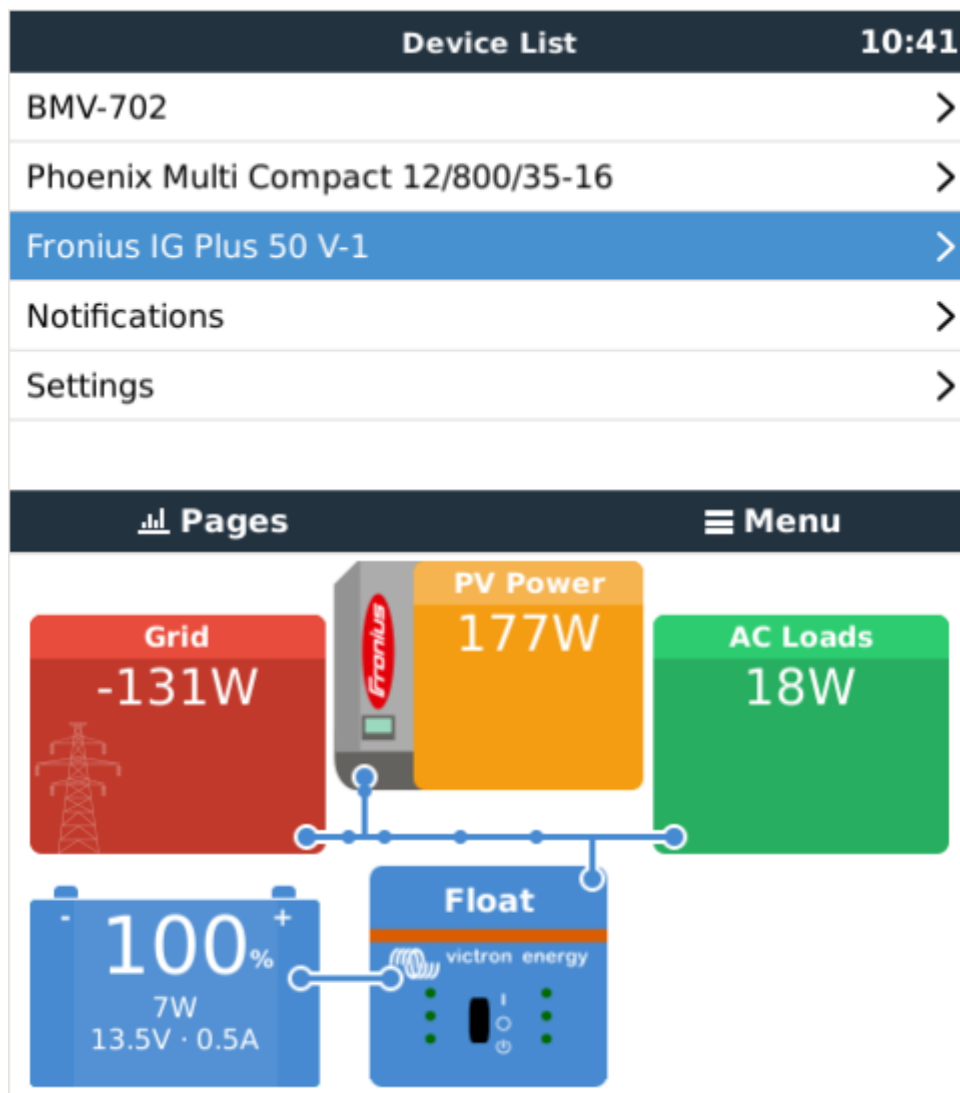 Device List 10:41
BMV-702
Phoenix Multi Compact 12/800/35-16
Fronius IG Plus 50 V-1
Notifications
Settings
Pages Menu
PV Power
177W
Fronius
Grid
-131W
AC Loads
18W
Float
victron energy
- +
100%
7W
13.5V · 0.5A